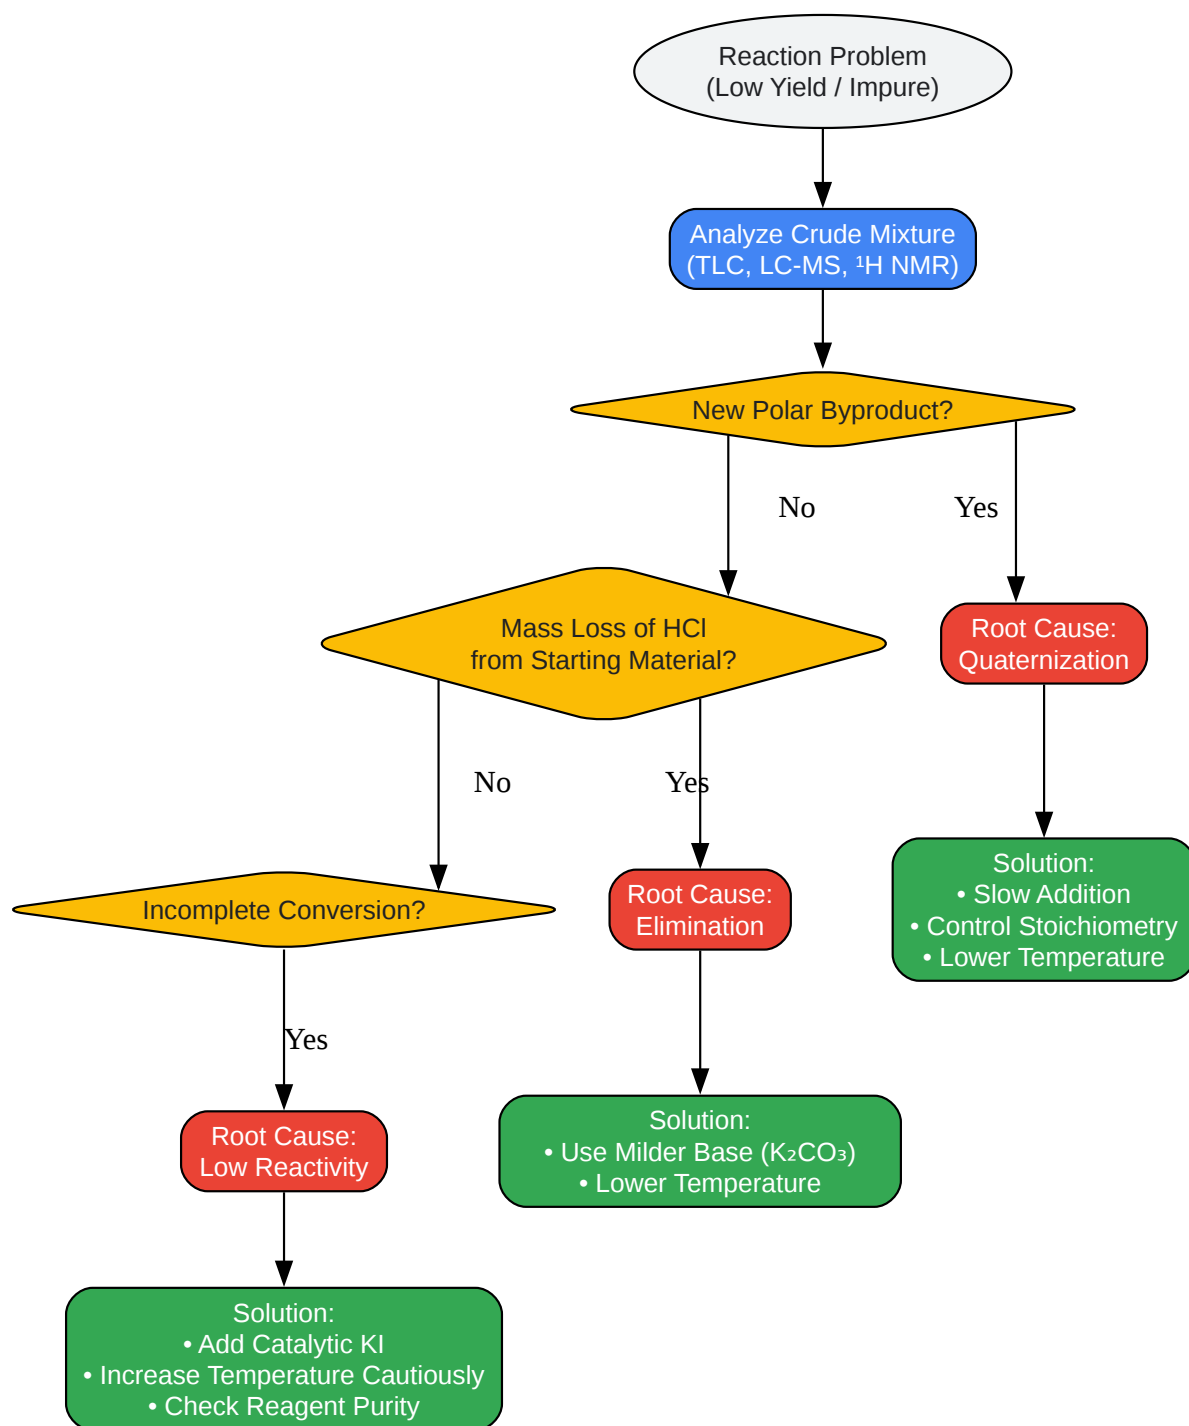 Reaction Problem
(Low Yield / Impure)
Analyze Crude Mixture
(TLC, LC-MS, ¹H NMR)
New Polar Byproduct?
No
Yes
Mass Loss of HCl
from Starting Material?
Root Cause:
Quaternization
No
Yes
Solution:
• Slow Addition
• Control Stoichiometry
• Lower Temperature
Incomplete Conversion?
Root Cause:
Elimination
Yes
Solution:
• Use Milder Base (K₂CO₃)
• Lower Temperature
Root Cause:
Low Reactivity
Solution:
• Add Catalytic KI
• Increase Temperature Cautiously
• Check Reagent Purity